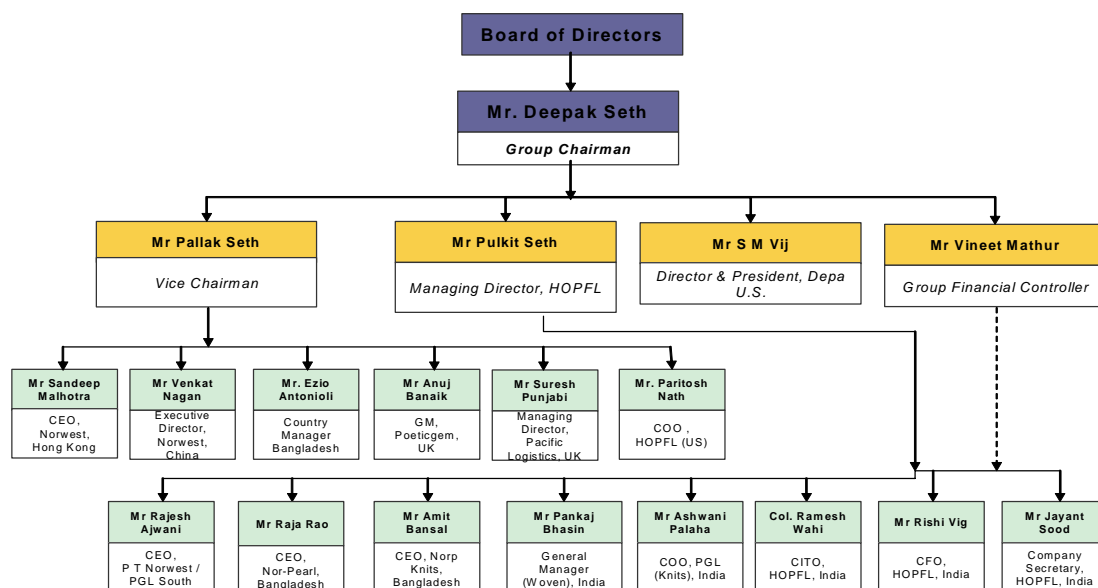 Board of Directors
Mr. Deepak Seth
Group Chairman
Mr Pallak Seth
Vice Chairman
Mr Pulkit Seth
Managing Director, HOPFL
Mr S M Vij
Director & President, Depa
U.S.
Mr Vineet Mathur
Group Financial Controller
Mr Sandeep
Malhotra
CEO,
Norwest,
Hong Kong
Mr Venkat
Nagan
Executive
Director,
Norwest,
China
Mr. Ezio
Antonioli
Country
Manager
Bangladesh
Mr Anuj
Banaik
GM,
Poeticgem,
UK
Mr Suresh
Punjabi
Managing
Director,
Pacific
Logistics, UK
Mr. Paritosh
Nath
COO ,
HOPFL (US)
Mr Rajesh
Ajwani
CEO,
P T Norwest /
PGL South
Mr Raja Rao
CEO,
Nor-Pearl,
Bangladesh
Mr Amit
Bansal
CEO, Norp
Knits,
Bangladesh
Mr Pankaj
Bhasin
General
Manager
(Woven), India
Mr Ashwani
Palaha
COO, PGL
(Knits), India
Col. Ramesh
Wahi
CITO,
HOPFL, India
Mr Rishi Vig
CFO,
HOPFL, India
Mr Jayant
Sood
Company
Secretary,
HOPFL, India